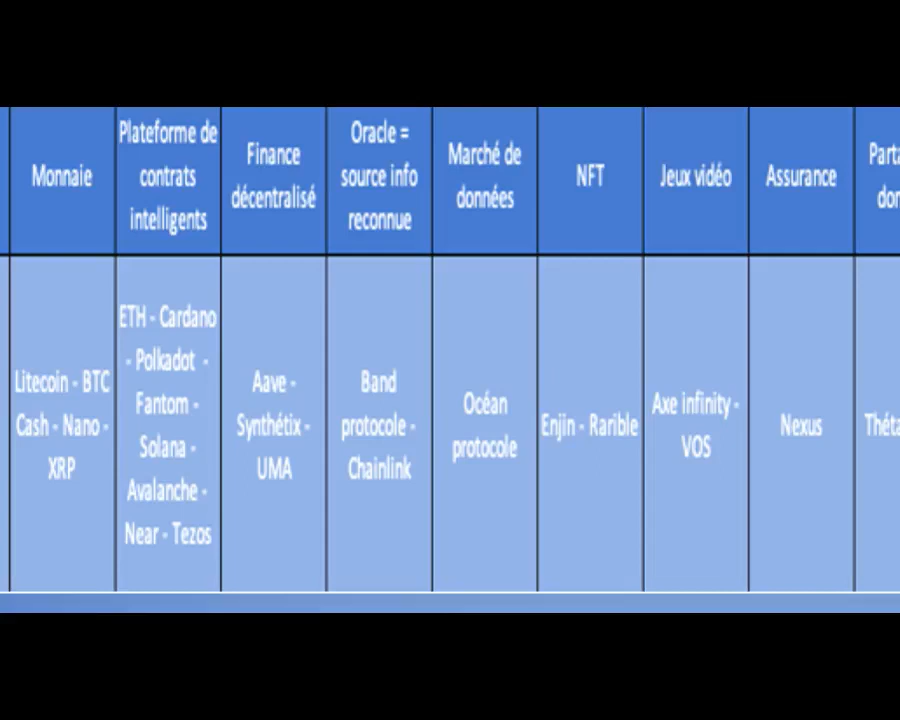 Monnaie
Plateforme de
contrats
intelligents
Finance
décentralisé
Oracle =
source info
reconnue
Marché de
données
NFT
Jeux vidéo
Assurance
Litecoin - BTC
Cash - Nano -
XRP
ETH - Cardano
- Polkadot -
Fantom -
Solana -
Avalanche -
Near - Tezos
Aave -
Synthétix -
UMA
Band
protocole -
Chainlink
Océan
protocole
Enjin - Rarible
Axe infinity -
VOS
Nexus